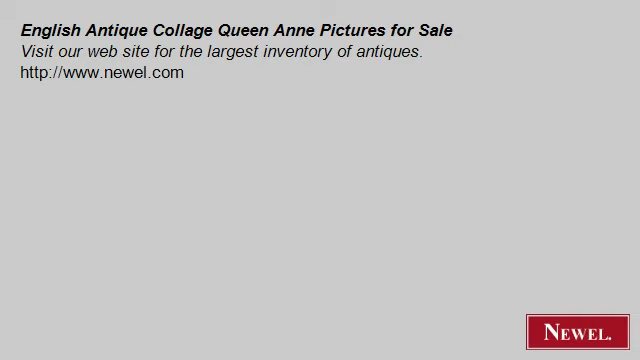 English Antique Collage Queen Anne Pictures for Sale
Visit our web site for the largest inventory of antiques.
http://www.newel.com
NEWEL.